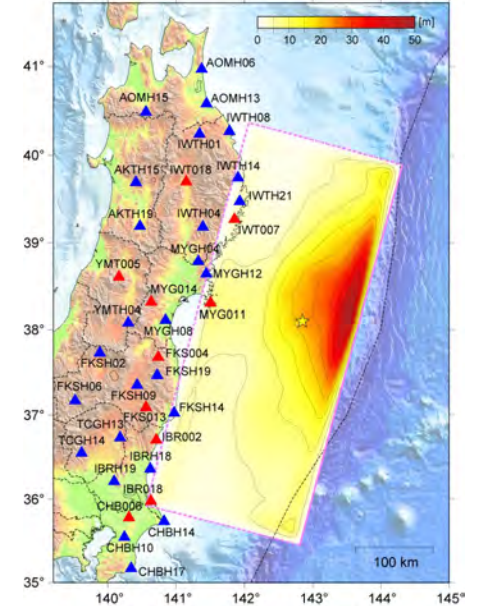 [m]
0 10 20 30 40 50
41°
AOMH06
AOMH15
AOMH13
IWTH08
IWTH01
40°
AKTH15
IWT018
IWTH14
IWTH21
AKTH19
IWTH04
IWT007
39°
MYGH04
YMT005
MYGH12
MYG014
YMTH04
MYG011
38°
MYGH08
FKS004
FKSH02
FKSH19
FKSH06
FKSH09
FKSH14
37°
FKS013
TCGH13
IBR002
TCGH14
IBRH18
IBRH19
IBR018
36°
CHB006
CHBH14
CHBH10
100 km
CHBH17
35°
140 141 142 143 144 145°